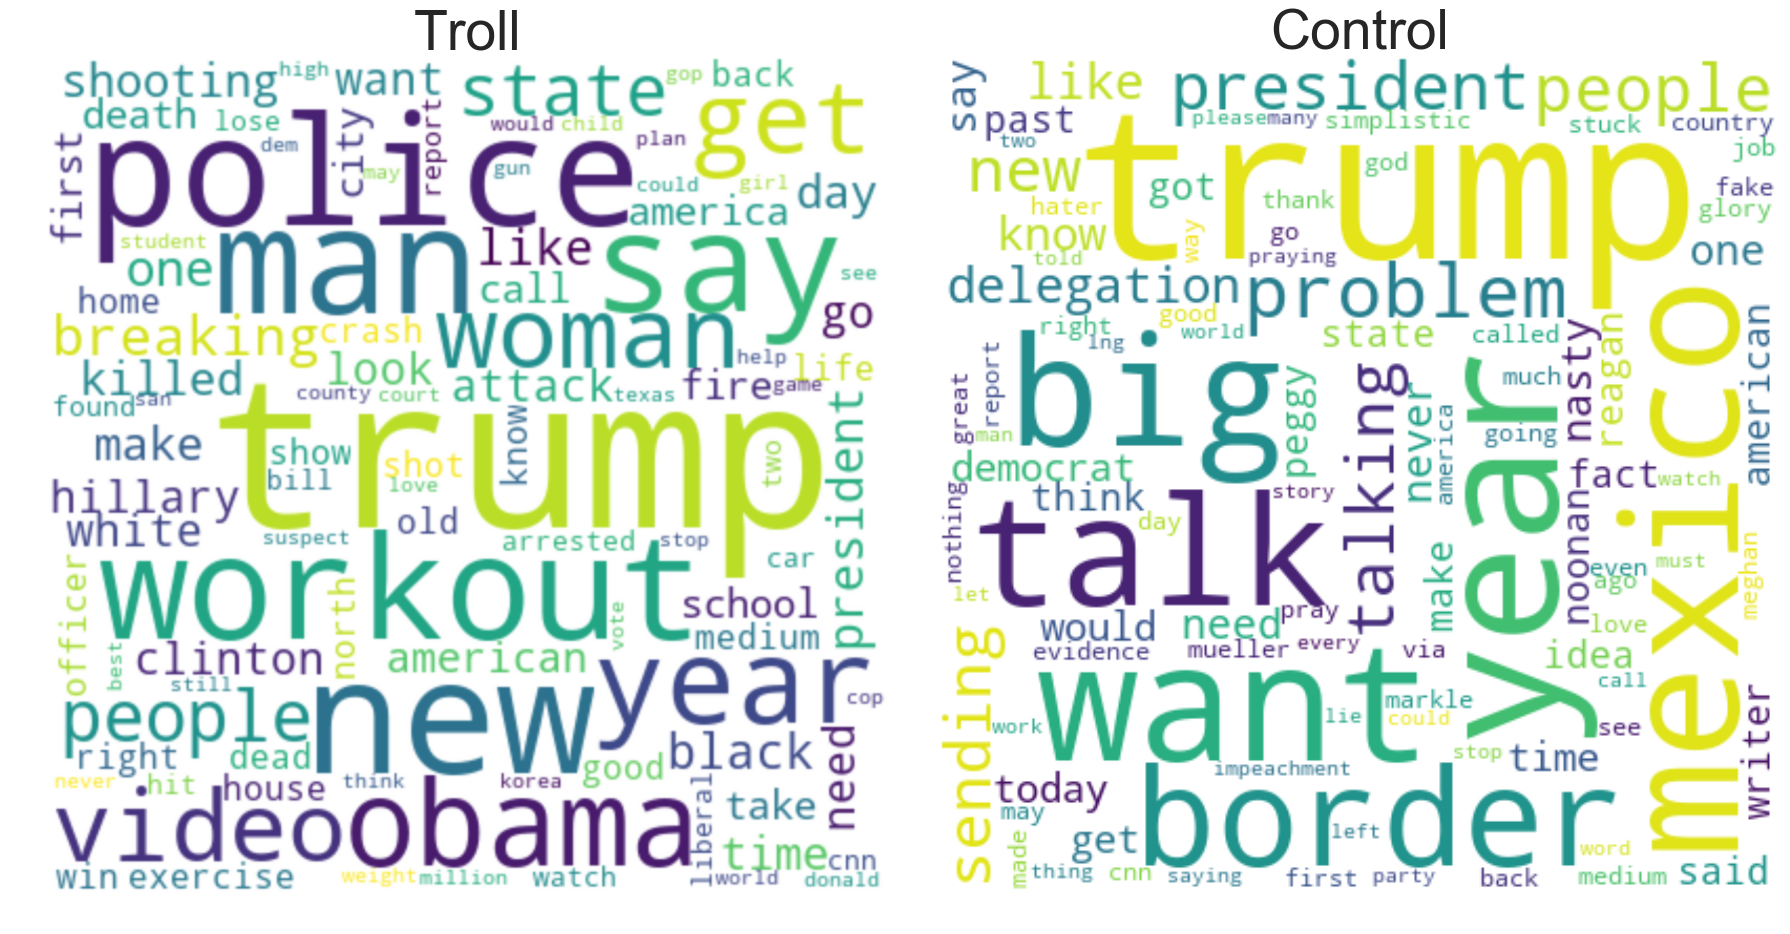 Troll
shooting high want state gop back
death lose would child plan get
first police dem city may report gun could girl day
student america
one man like say see
home call go
breaking crash woman help life
killed look attack texas fire game
found san county court
make trump know president
show shot two
hillary bill love
white old
suspect arrested stop car
officer workout school
north vote medium
best clinton american
still new year cop
people
right dead good black need
never hit house think korea
video obama liberal take
time cnn
win exercise weight million watch world donald
Control
say like president people
past please many simplistic stuck country
two trump job
new got god fake
hater thank glory
know way go one
told praying
delegation problem
right good world state called nasty reagan american
lng mexico
great report big peggy talking never year much
man america going
democrat fact watch
nothing think story noonan
talk day
let make even must meghan
ago
pray love
sending would need
evidence mueller every via idea
want call
markle see writer
work lie could
stop time
impeachment
today border
may left
get word
made thing cnn saying first party back medium said